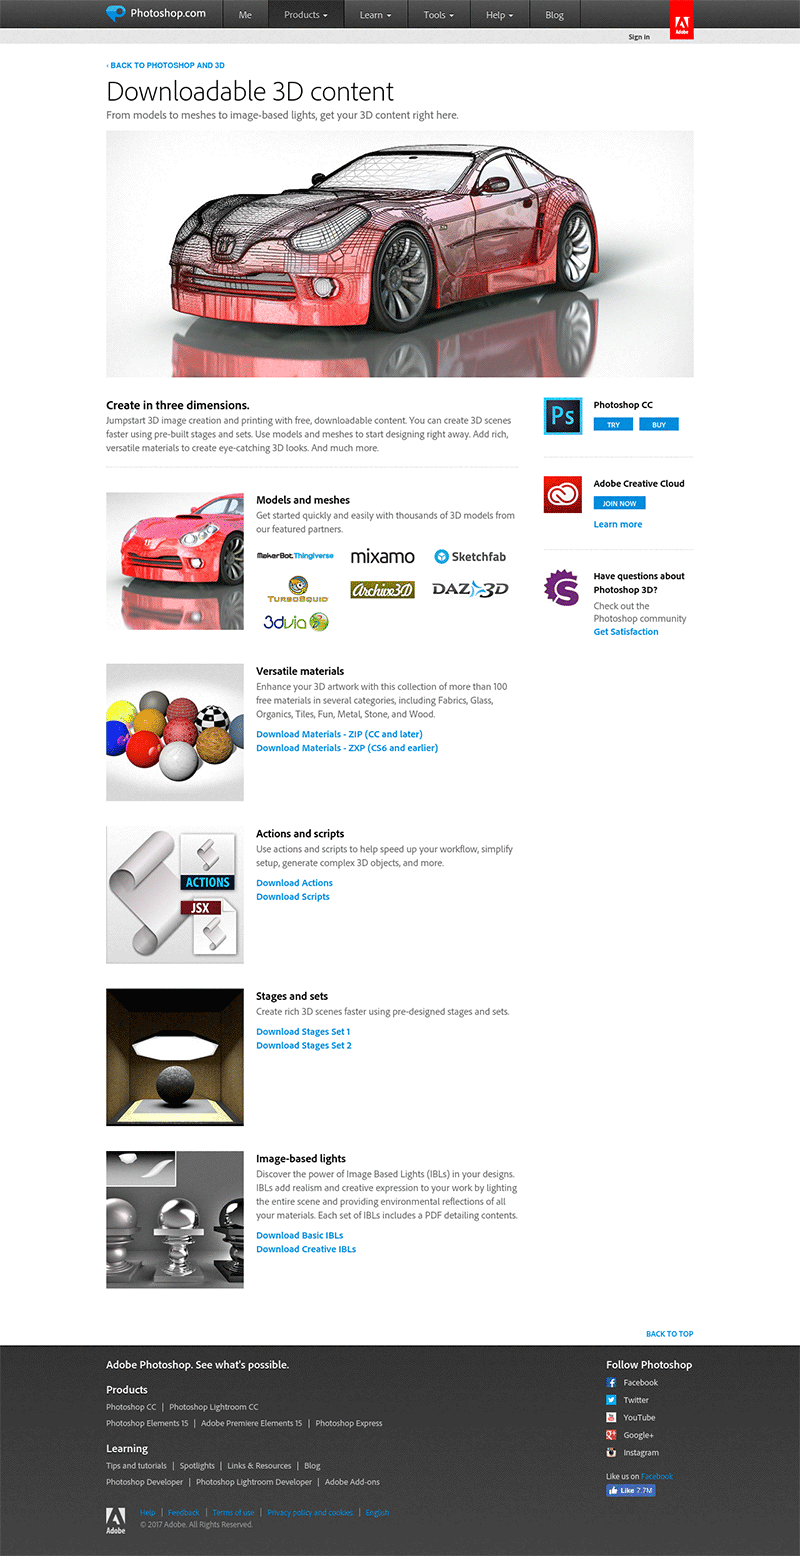 Photoshop.com
Me
Products
Learn
Tools
Help
Blog
Sign in
Adobe
‹ BACK TO PHOTOSHOP AND 3D
Downloadable 3D content
From models to meshes to image-based lights, get your 3D content right here.
Create in three dimensions.
Jumpstart 3D image creation and printing with free, downloadable content. You can create 3D scenes
faster using pre-built stages and sets. Use models and meshes to start designing right away. Add rich,
versatile materials to create eye-catching 3D looks. And much more.
Ps
Photoshop CC
TRY
BUY
Adobe Creative Cloud
JOIN NOW
Learn more
Have questions about
Photoshop 3D?
Check out the
Photoshop community
Get Satisfaction
Models and meshes
Get started quickly and easily with thousands of 3D models from
our featured partners.
MakerBot Thingiverse
mixamo
Sketchfab
TurboSquid
Archive3D
DAZ 3D
3dvia
Versatile materials
Enhance your 3D artwork with this collection of more than 100
free materials in several categories, including Fabrics, Glass,
Organics, Tiles, Fun, Metal, Stone, and Wood.
Download Materials - ZIP (CC and later)
Download Materials - ZXP (CS6 and earlier)
ACTIONS
JSX
Actions and scripts
Use actions and scripts to help speed up your workflow, simplify
setup, generate complex 3D objects, and more.
Download Actions
Download Scripts
Stages and sets
Create rich 3D scenes faster using pre-designed stages and sets.
Download Stages Set 1
Download Stages Set 2
Image-based lights
Discover the power of Image Based Lights (IBLs) in your designs.
IBLs add realism and creative expression to your work by lighting
the entire scene and providing environmental reflections of all
your materials. Each set of IBLs includes a PDF detailing contents.
Download Basic IBLs
Download Creative IBLs
BACK TO TOP
Adobe Photoshop. See what's possible.
Products
Photoshop CC | Photoshop Lightroom CC
Photoshop Elements 15 | Adobe Premiere Elements 15 | Photoshop Express
Learning
Tips and tutorials | Spotlights | Links & Resources | Blog
Photoshop Developer | Photoshop Lightroom Developer | Adobe Add-ons
Follow Photoshop
Facebook
Twitter
YouTube
Google+
Instagram
Like us on Facebook
Like 7.7M
Adobe
Help | Feedback | Terms of use | Privacy policy and cookies | English
© 2017 Adobe. All Rights Reserved.